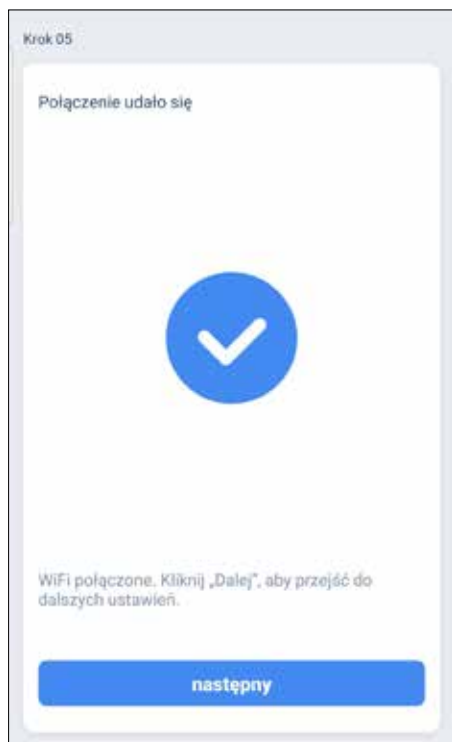 Krok 05
Połączenie udało się
WiFi połączone. Kliknij „Dalej”, aby przejść do
dalszych ustawień.
następny